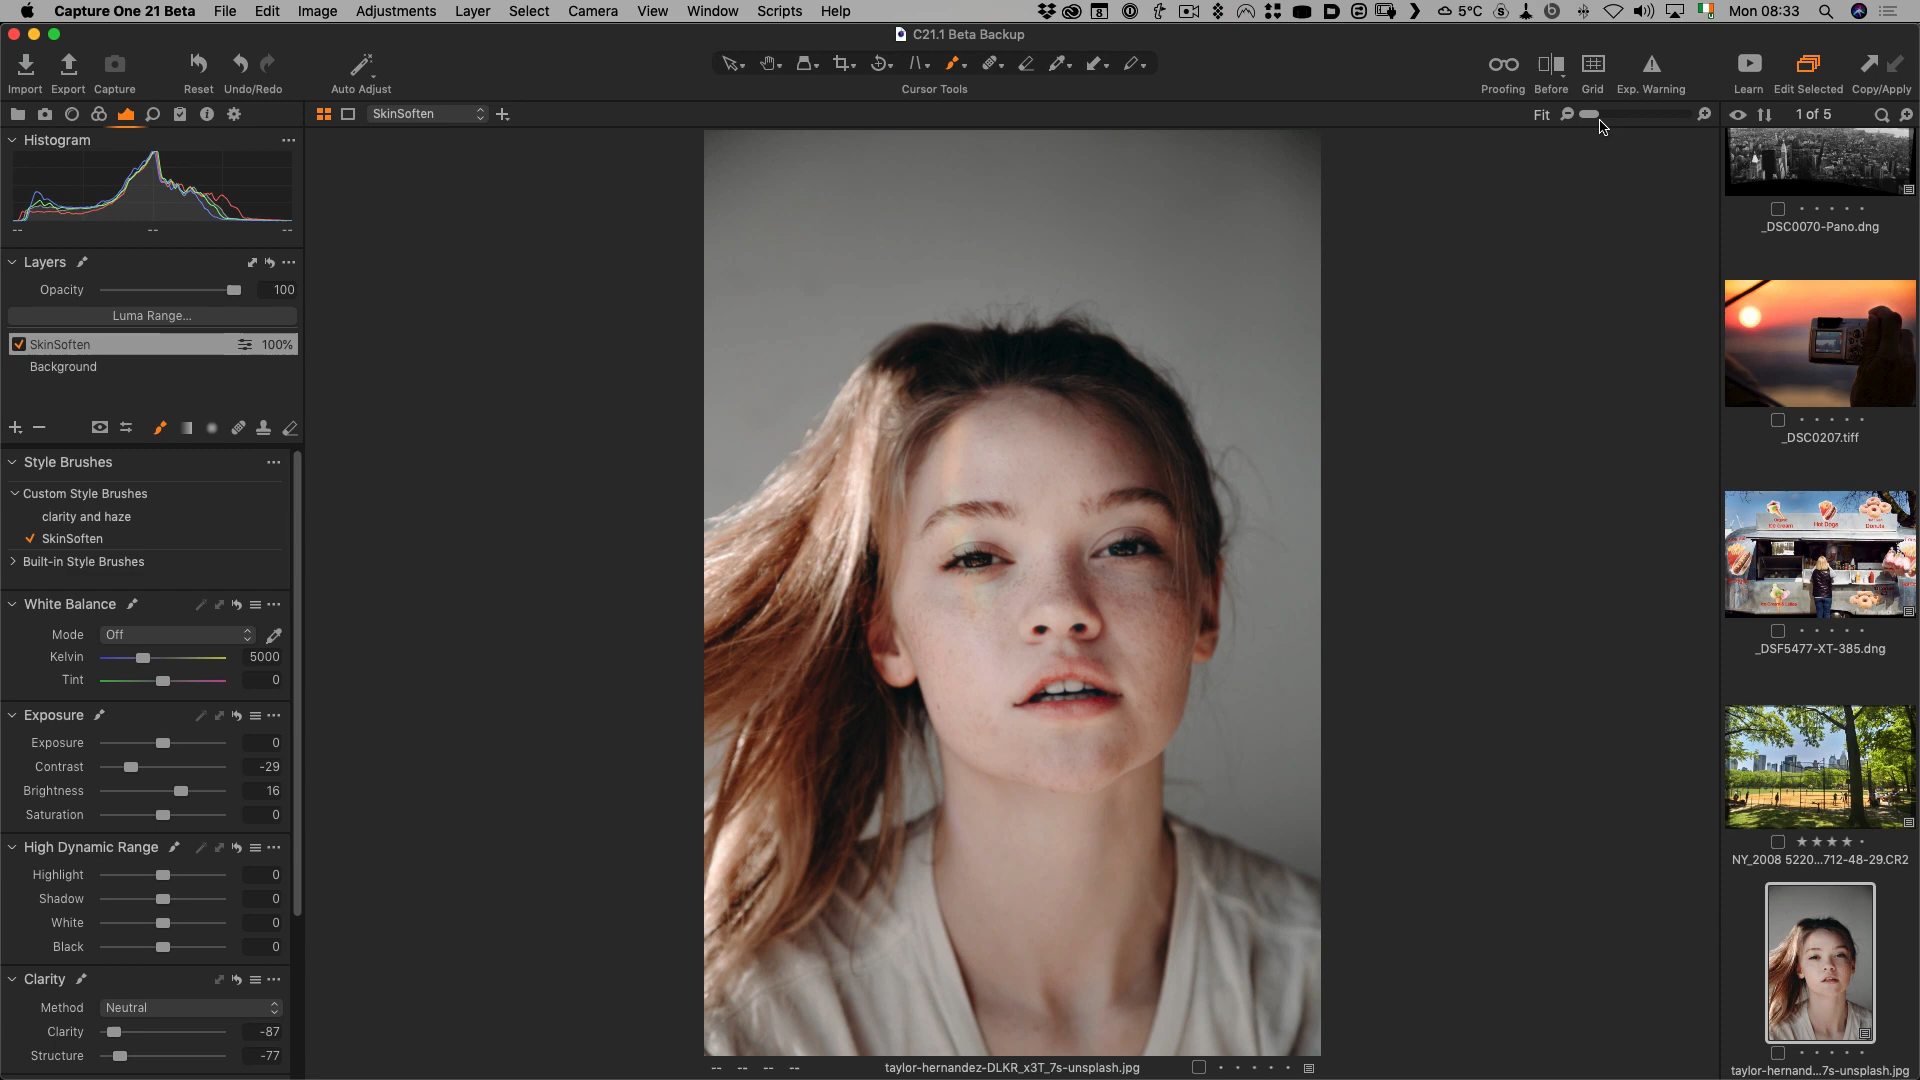 Capture One 21 Beta File Edit Image Adjustments Layer Select Camera View Window Scripts Help 5°C Mon 08:33
C21.1 Beta Backup
Import Export Capture Reset Undo/Redo Auto Adjust Cursor Tools Proofing Before Grid Exp. Warning Learn Edit Selected Copy/Apply
SkinSoften Fit 1 of 5
Histogram
-- -- --
Layers
Opacity 100
Luma Range...
SkinSoften 100%
Background
Style Brushes
Custom Style Brushes
clarity and haze
SkinSoften
Built-in Style Brushes
White Balance
Mode Off
Kelvin 5000
Tint 0
Exposure
Exposure 0
Contrast -29
Brightness 16
Saturation 0
High Dynamic Range
Highlight 0
Shadow 0
White 0
Black 0
Clarity
Method Neutral
Clarity -87
Structure -77
-- -- -- -- taylor-hernandez-DLKR_x3T_7s-unsplash.jpg
_DSC0070-Pano.dng
_DSC0207.tiff
Ice Cream Hot Dogs Donuts
_DSF5477-XT-385.dng
NY_2008 5220...712-48-29.CR2
taylor-hernand...7s-unsplash.jpg